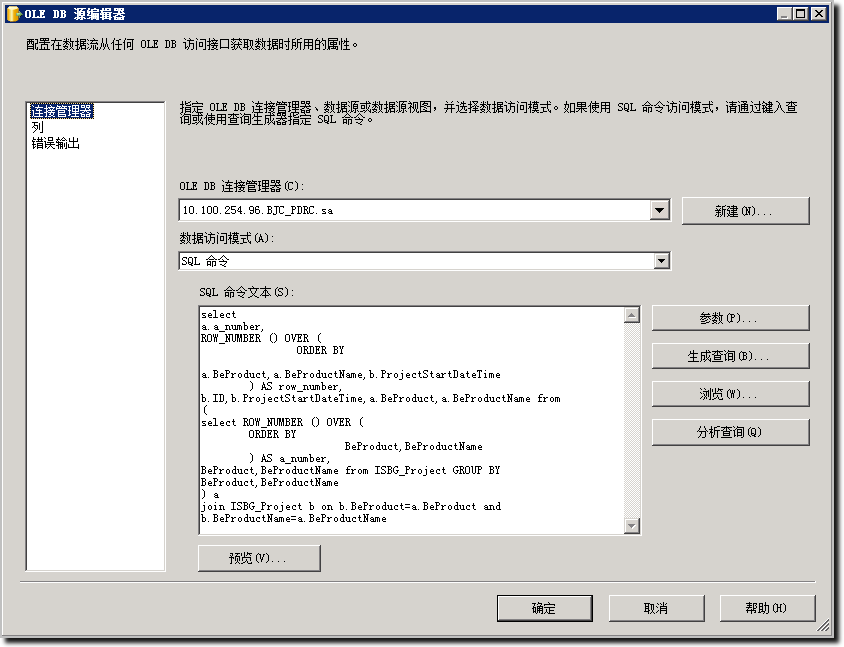 OLE DB 源编辑器
配置在数据流从任何 OLE DB 访问接口获取数据时所用的属性。
连接管理器
列
错误输出
指定 OLE DB 连接管理器、数据源或数据源视图，并选择数据访问模式。如果使用 SQL 命令访问模式，请通过键入查
询或使用查询生成器指定 SQL 命令。
OLE DB 连接管理器(C):
10.100.254.96.BJC_PDRC.sa
新建(N)...
数据访问模式(A):
SQL 命令
SQL 命令文本(S):
select
a.a_number,
ROW_NUMBER () OVER (
ORDER BY
a.BeProduct,a.BeProductName,b.ProjectStartDateTime
) AS row_number,
b.ID,b.ProjectStartDateTime,a.BeProduct,a.BeProductName from
(
select ROW_NUMBER () OVER (
ORDER BY
BeProduct,BeProductName
) AS a_number,
BeProduct,BeProductName from ISBG_Project GROUP BY
BeProduct,BeProductName
) a
join ISBG_Project b on b.BeProduct=a.BeProduct and
b.BeProductName=a.BeProductName
参数(P)...
生成查询(B)...
浏览(W)...
分析查询(Q)
预览(V)...
确定
取消
帮助(H)